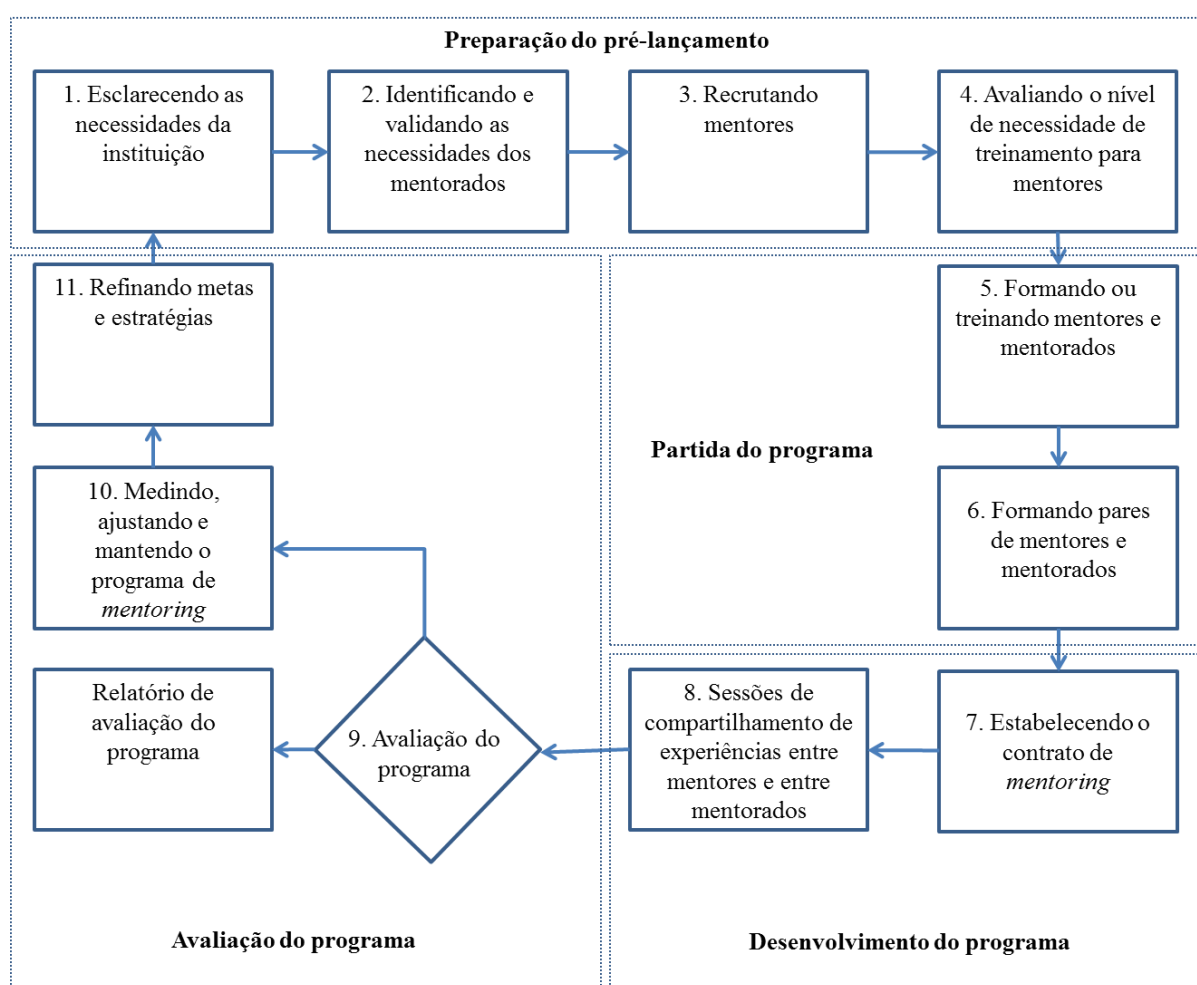 Preparação do pré-lançamento
1. Esclarecendo as
necessidades da
instituição
2. Identificando e
validando as
necessidades dos
mentorados
3. Recrutando
mentores
4. Avaliando o nível
de necessidade de
treinamento para
mentores
5. Formando ou
treinando mentores e
mentorados
Partida do programa
6. Formando pares
de mentores e
mentorados
7. Estabelecendo o
contrato de
mentoring
8. Sessões de
compartilhamento de
experiências entre
mentores e entre
mentorados
Desenvolvimento do programa
9. Avaliação do
programa
Relatório de
avaliação do
programa
10. Medindo,
ajustando e
mantendo o
programa de
mentoring
11. Refinando metas
e estratégias
Avaliação do programa